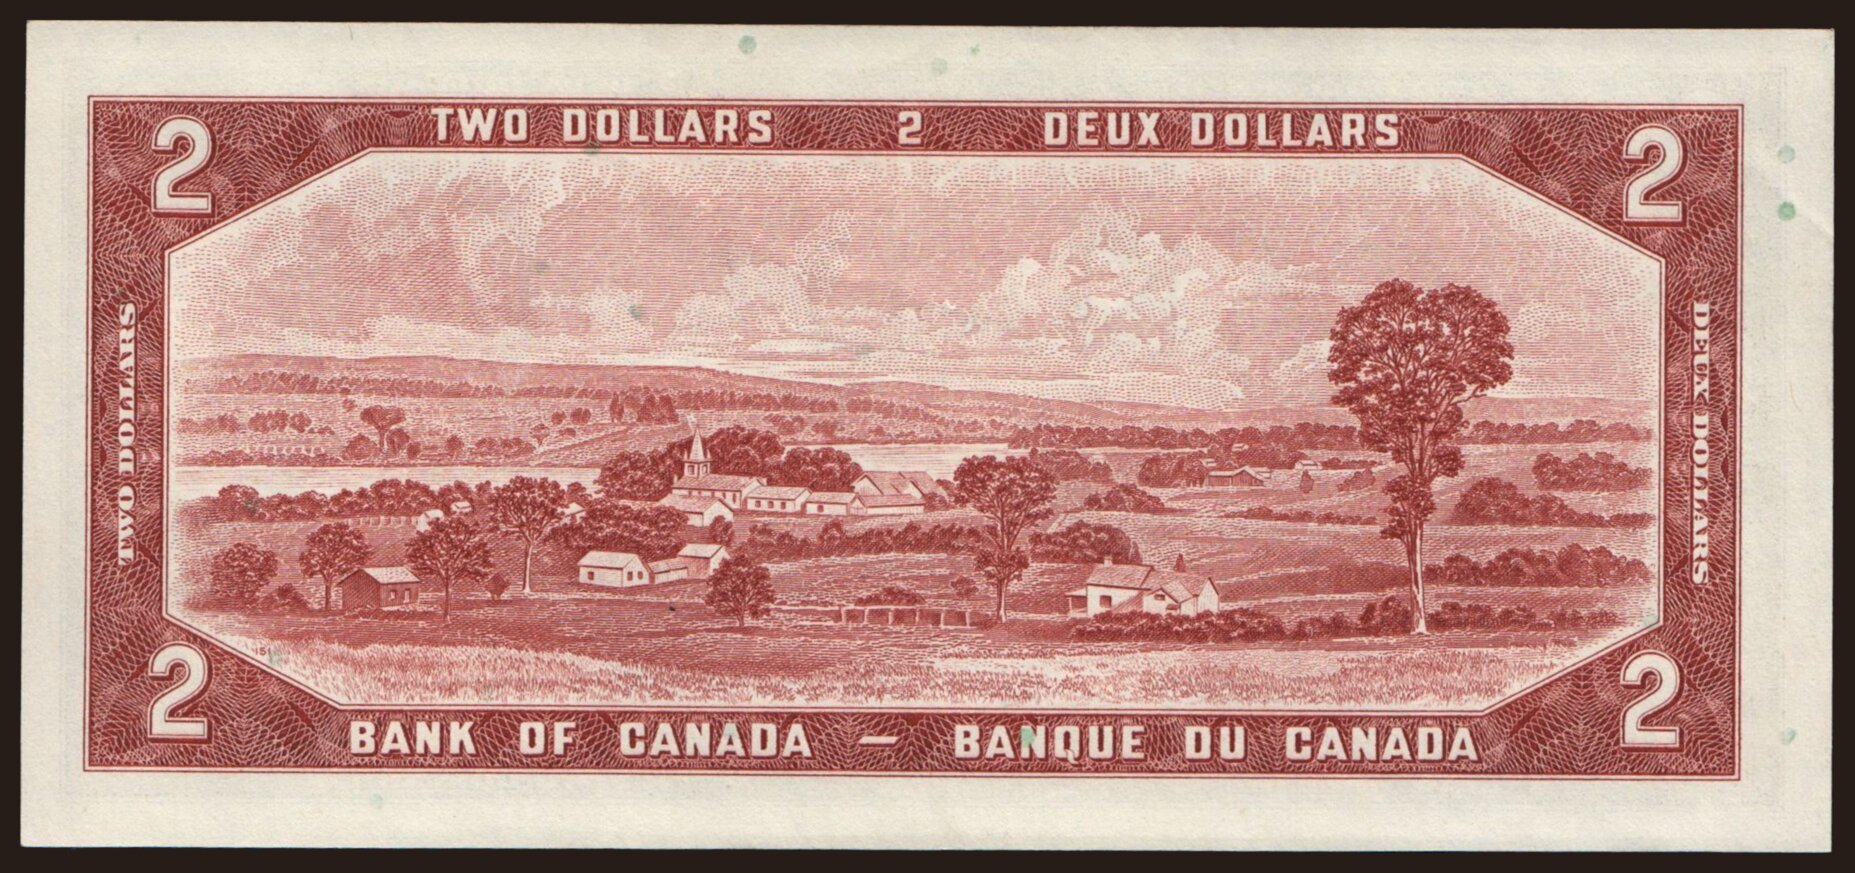 TWO DOLLARS 2 DEUX DOLLARS
2 2
TWO DOLLARS
DEUX DOLLARS
2 2
BANK OF CANADA — BANQUE DU CANADA